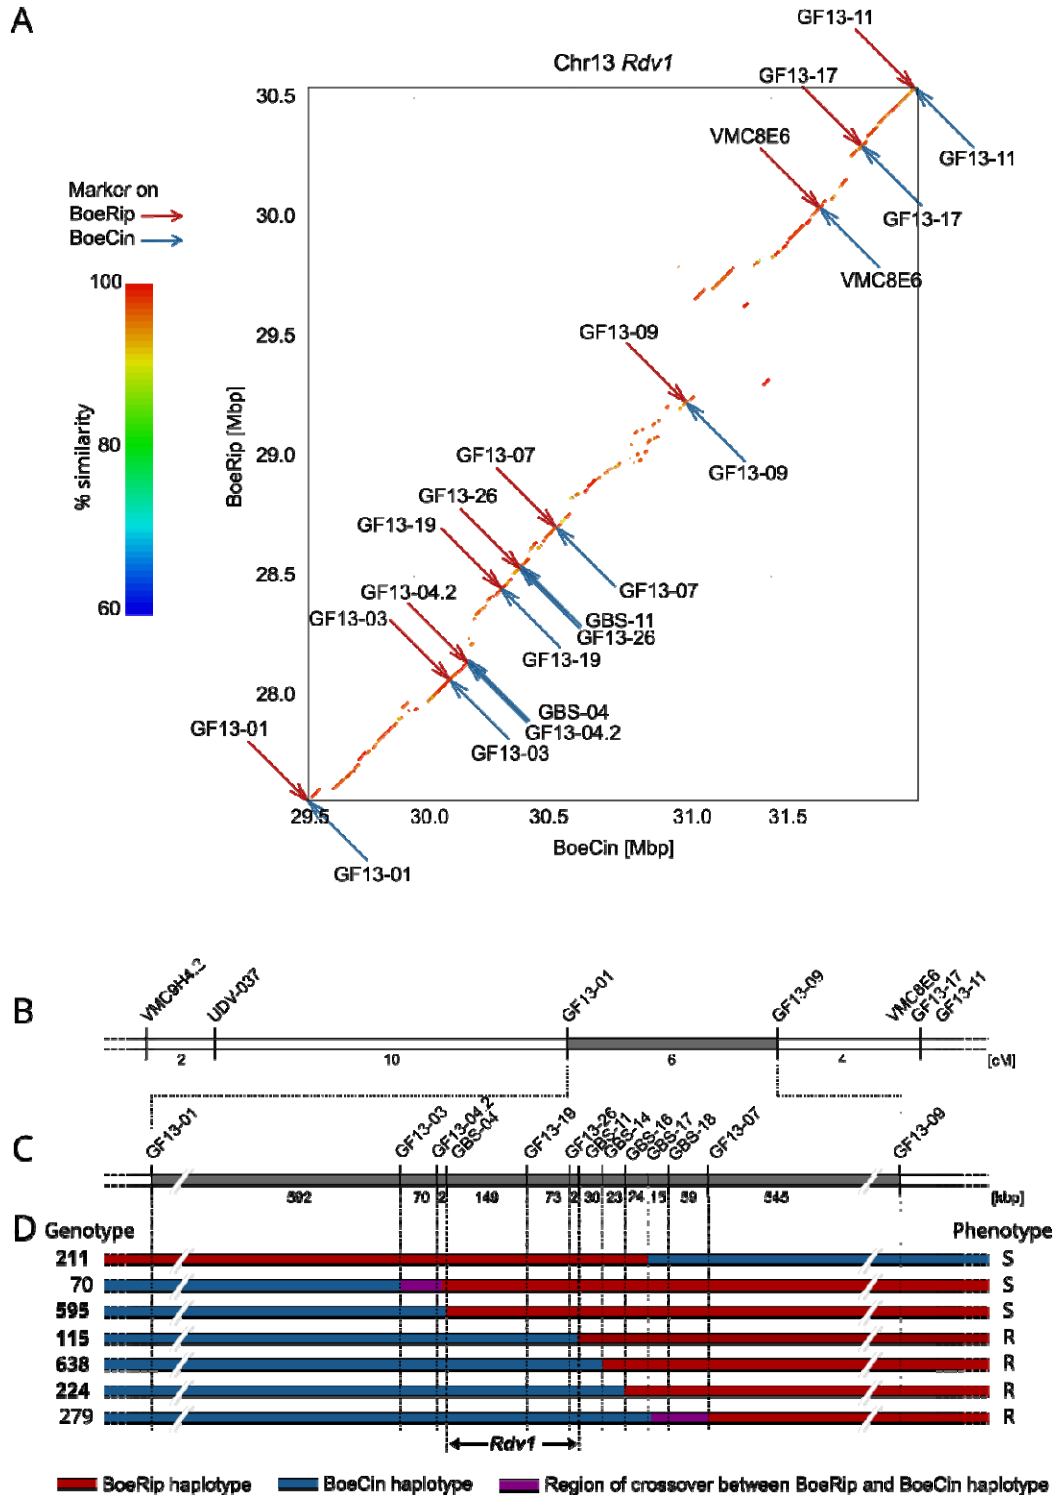 A
Chr13 Rdv1
GF13-11
GF13-17
VMC8E6
GF13-11
GF13-17
VMC8E6
Marker on
BoeRip
BoeCin
100
80
60
% similarity
BoeRip [Mbp]
30.5
30.0
29.5
29.0
28.5
28.0
GF13-09
GF13-09
GF13-07
GF13-26
GF13-19
GF13-07
GF13-04.2
GF13-03
GBS-11
GF13-26
GF13-19
GBS-04
GF13-04.2
GF13-03
GF13-01
GF13-01
29.5 30.0 30.5 31.0 31.5
BoeCin [Mbp]
B
VMC9H4.2 UDV-037 GF13-01 GF13-09 VMC8E6 GF13-17 GF13-11
2 10 6 4 [cM]
C
GF13-01 GF13-03 GF13-04.2 GBS-04 GF13-19 GF13-26 GBS-11 GBS-14 GBS-16 GBS-17 GBS-18 GF13-07 GF13-09
592 70 2 149 73 2 30 23 24 15 39 545 [kbp]
D
Genotype Phenotype
211 S
70 S
595 S
115 R
638 R
224 R
279 R
Rdv1
BoeRip haplotype BoeCin haplotype Region of crossover between BoeRip and BoeCin haplotype